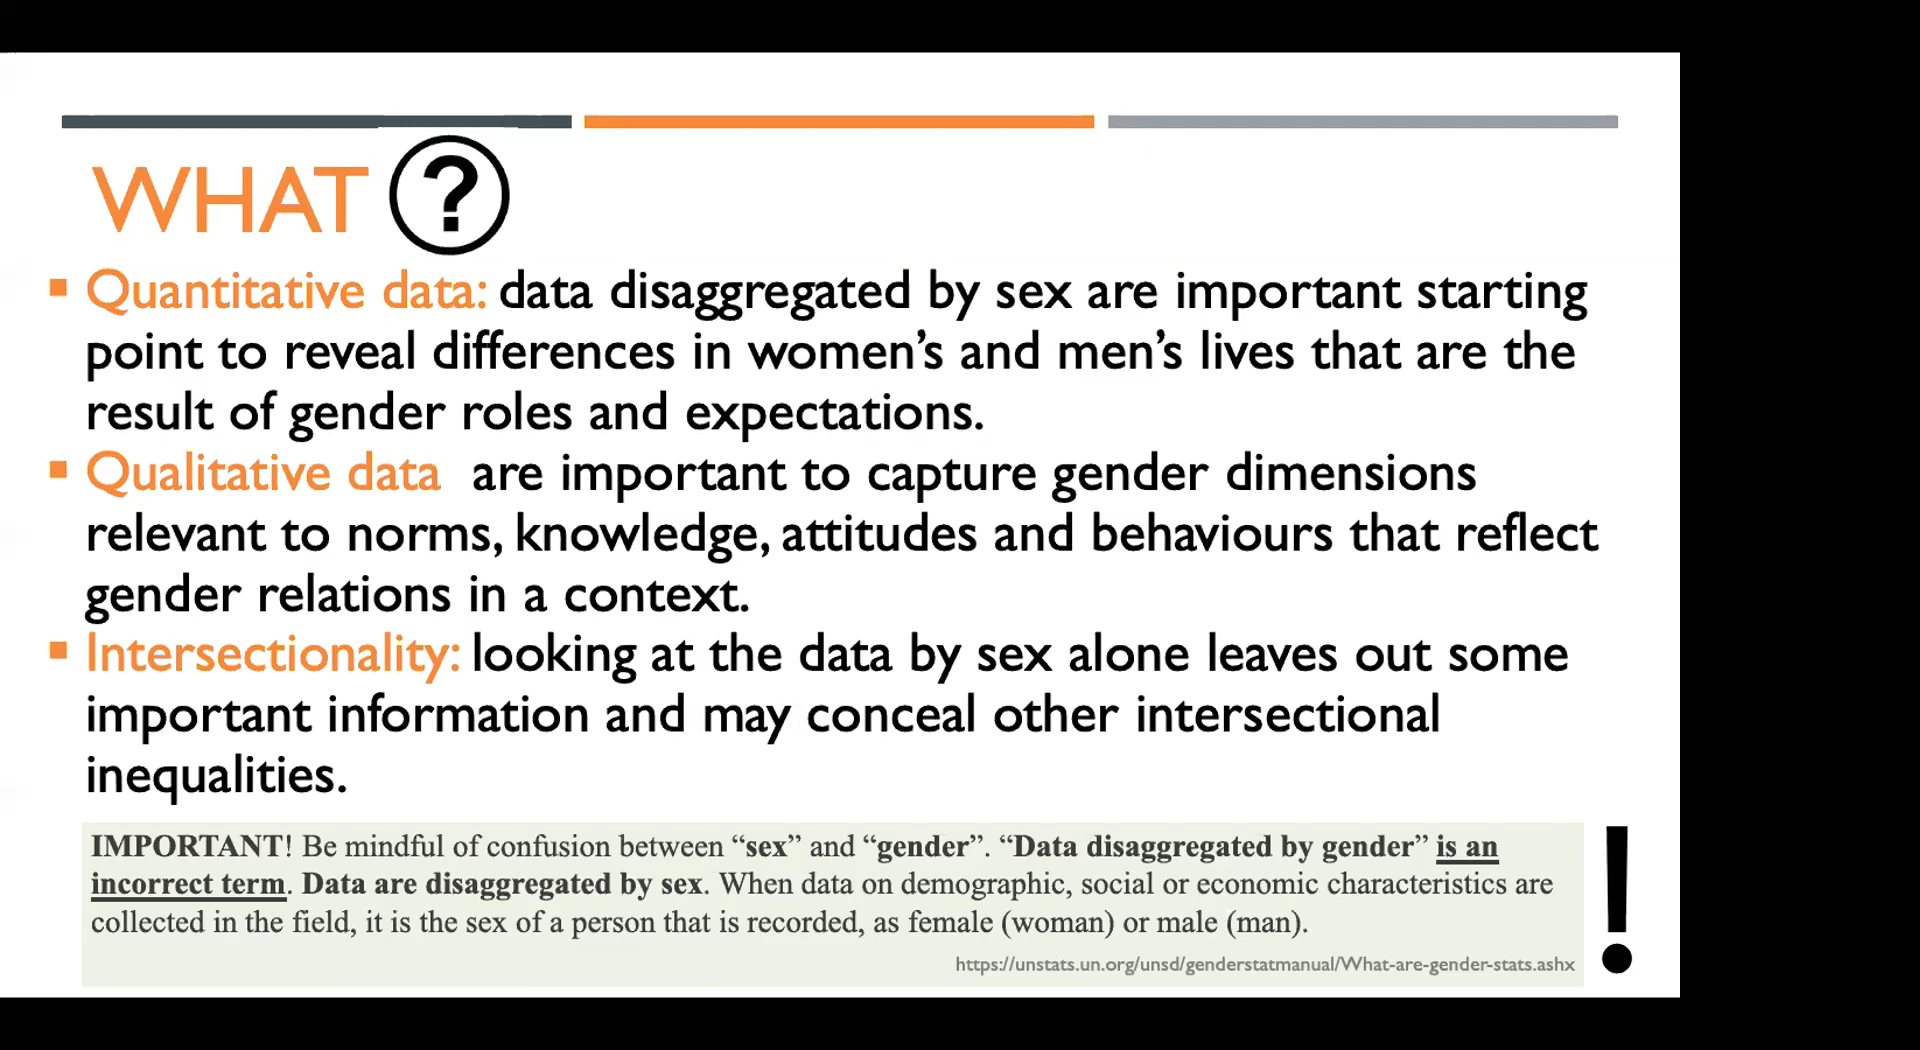 WHAT ?
▪ Quantitative data: data disaggregated by sex are important starting
point to reveal differences in women’s and men’s lives that are the
result of gender roles and expectations.
▪ Qualitative data are important to capture gender dimensions
relevant to norms, knowledge, attitudes and behaviours that reflect
gender relations in a context.
▪ Intersectionality: looking at the data by sex alone leaves out some
important information and may conceal other intersectional
inequalities.
IMPORTANT! Be mindful of confusion between “sex” and “gender”. “Data disaggregated by gender” is an
incorrect term. Data are disaggregated by sex. When data on demographic, social or economic characteristics are
collected in the field, it is the sex of a person that is recorded, as female (woman) or male (man).
https://unstats.un.org/unsd/genderstatmanual/What-are-gender-stats.ashx
!